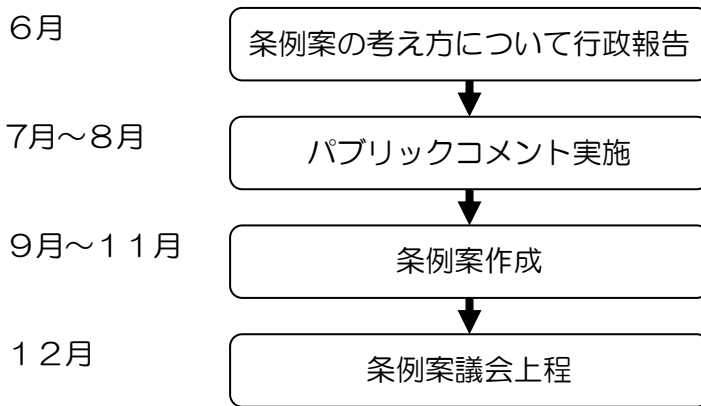 ６月
条例案の考え方について行政報告
７月～８月
パブリックコメント実施
９月～１１月
条例案作成
１２月
条例案議会上程